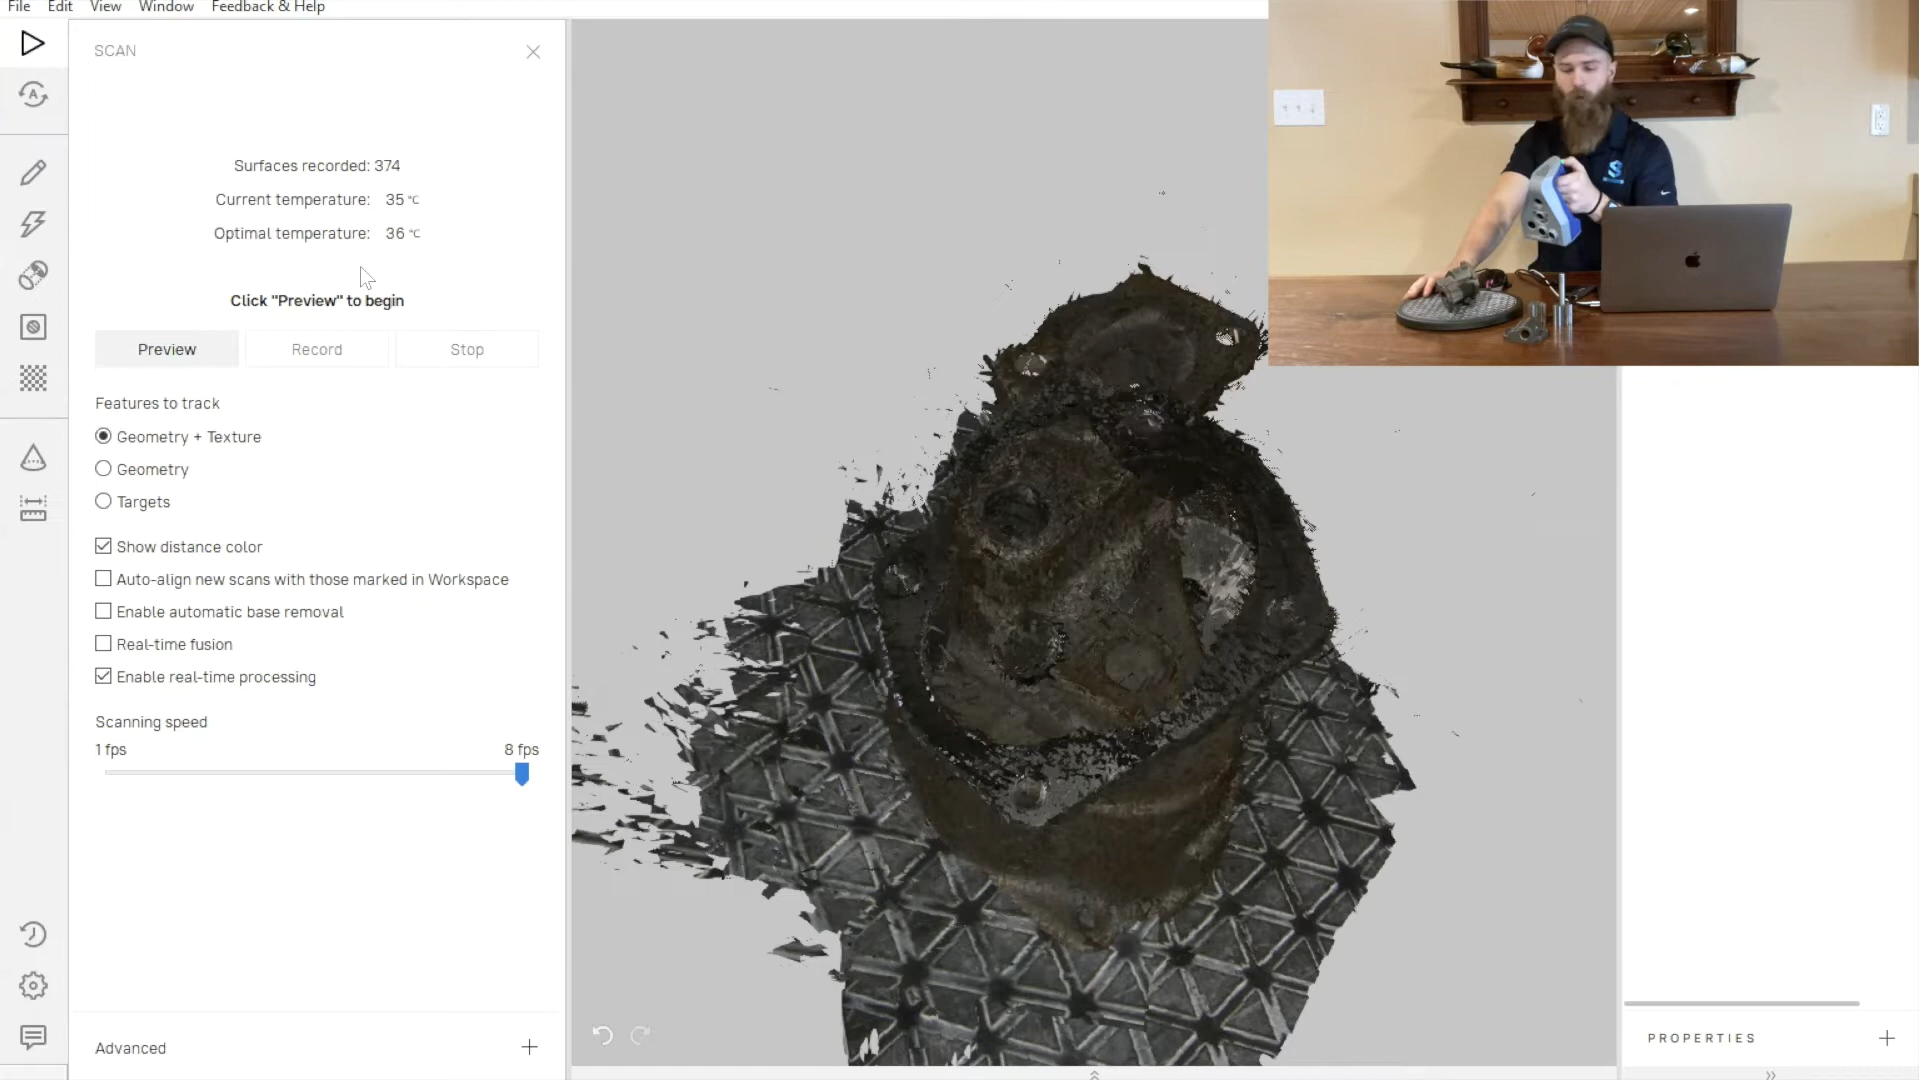 File Edit View Window Feedback & Help
SCAN
Surfaces recorded: 374
Current temperature: 35 °C
Optimal temperature: 36 °C
Click "Preview" to begin
Preview Record Stop
Features to track
Geometry + Texture
Geometry
Targets
Show distance color
Auto-align new scans with those marked in Workspace
Enable automatic base removal
Real-time fusion
Enable real-time processing
Scanning speed
1 fps 8 fps
Advanced
PROPERTIES